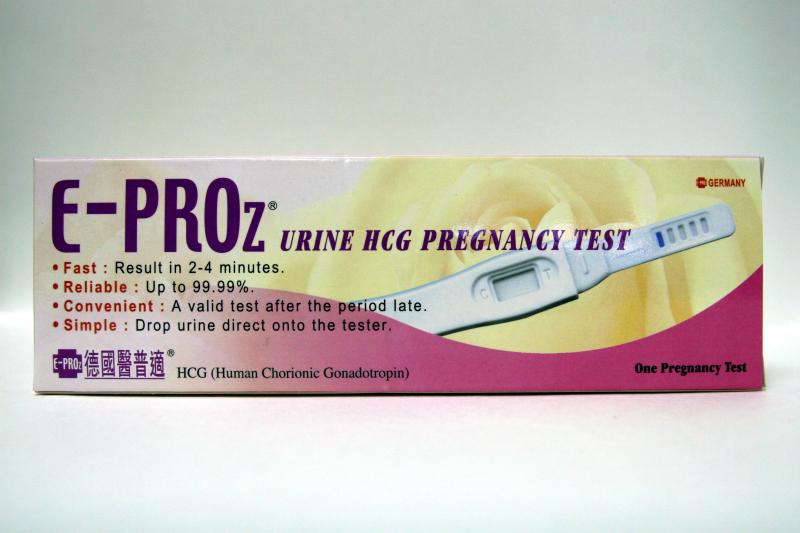 E-PROz®
E-PROz GERMANY
URINE HCG PREGNANCY TEST
C T
• Fast : Result in 2-4 minutes.
• Reliable : Up to 99.99%.
• Convenient : A valid test after the period late.
• Simple : Drop urine direct onto the tester.
E-PROz 德國醫普適®
HCG (Human Chorionic Gonadotropin)
One Pregnancy Test